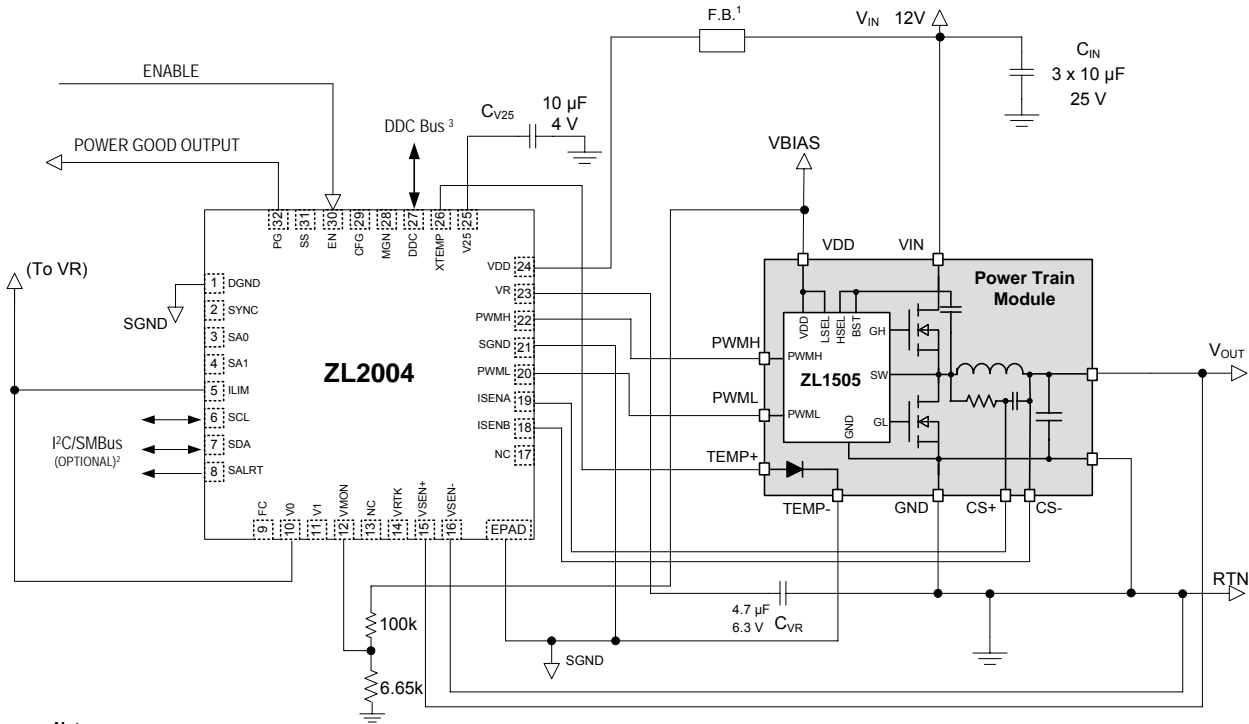 F.B.¹
V_IN 12V
C_IN
3 x 10 µF
25 V
ENABLE
C_V25
10 µF
4 V
DDC Bus ³
POWER GOOD OUTPUT
VBIAS
32 31 30 29 28 27 26 25
PG SS EN CFG MGN DDC XTEMP V25
(To VR)
SGND
1 DGND
2 SYNC
3 SA0
4 SA1
5 ILIM
6 SCL
7 SDA
8 SALRT
I²C/SMBus
(OPTIONAL)²
ZL2004
VDD 24
VR 23
PWMH 22
SGND 21
PWML 20
ISENA 19
ISENB 18
NC 17
FC V0 V1 VMON NC VRTK VSEN+ VSEN-
9 10 11 12 13 14 15 16
EPAD
VDD
VIN
Power Train
Module
VDD LSEL HSEL BST
GH
PWMH
PWMH
ZL1505
SW
PWML
PWML
GND
GL
TEMP+
TEMP-
GND
CS+
CS-
V_OUT
RTN
4.7 µF
6.3 V
C_VR
100k
SGND
6.65k